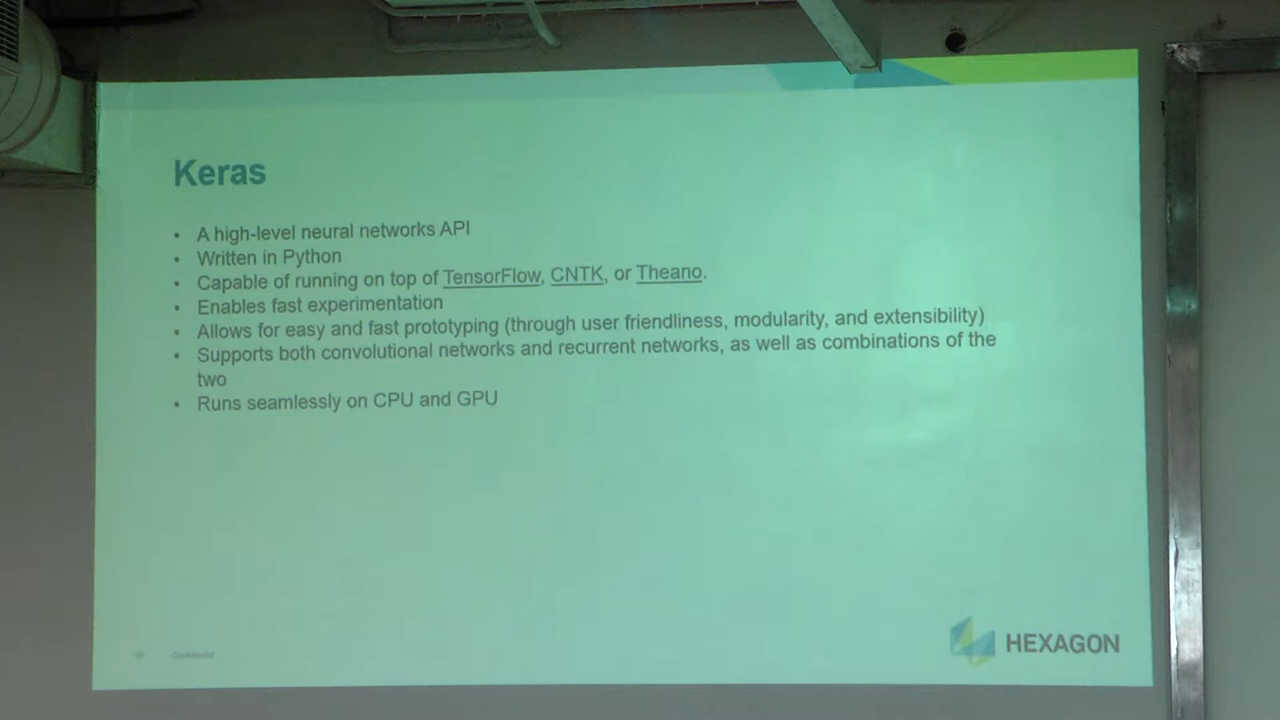 Keras
• A high-level neural networks API
• Written in Python
• Capable of running on top of TensorFlow, CNTK, or Theano.
• Enables fast experimentation
• Allows for easy and fast prototyping (through user friendliness, modularity, and extensibility)
• Supports both convolutional networks and recurrent networks, as well as combinations of the
two
• Runs seamlessly on CPU and GPU
Confidential
HEXAGON